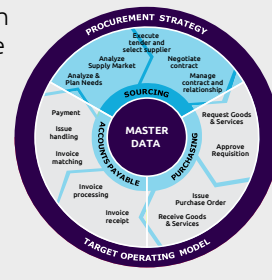 n
e
PROCUREMENT STRATEGY
Execute
tender and
select supplier
Analyze
Supply Market
Negotiate
contract
Analyze &
Plan Needs
Manage
contract and
relationship
SOURCING
Payment
Request Goods
& Services
Issue
handling
MASTER
DATA
Approve
Requisition
Invoice
matching
ACCOUNTS PAYABLE
PURCHASING
Invoice
processing
Issue
Purchase Order
Invoice
receipt
Receive Goods
& Services
TARGET OPERATING MODEL